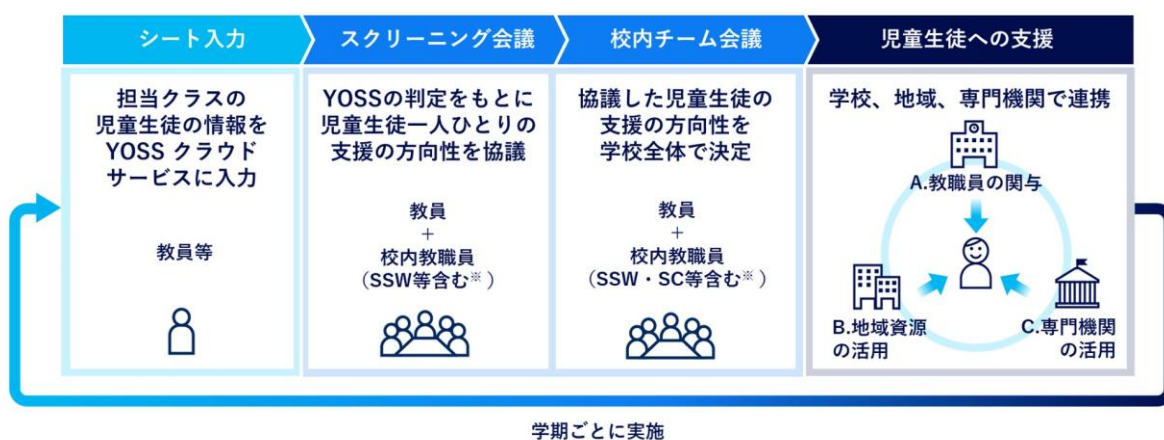 シート入力
担当クラスの
児童生徒の情報を
YOSS クラウド
サービスに入力
教員等
スクリーニング会議
YOSSの判定をもとに
児童生徒一人ひとりの
支援の方向性を協議
教員
+
校内教職員
（SSW等含む※）
校内チーム会議
協議した児童生徒の
支援の方向性を
学校全体で決定
教員
+
校内教職員
（SSW・SC等含む※）
児童生徒への支援
学校、地域、専門機関で連携
A.教職員の関与
B.地域資源
の活用
C.専門機関
の活用
学期ごとに実施